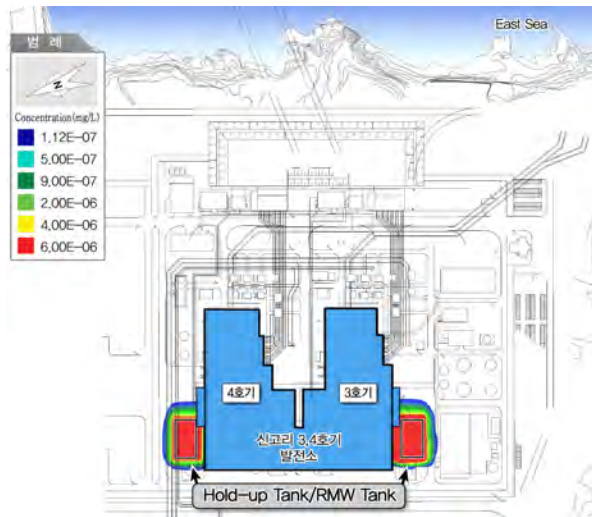 East Sea
범 례
N
Concentration(mg/L)
1.12E-07
5.00E-07
9.00E-07
2.00E-06
4.00E-06
6.00E-06
4호기
3호기
신고리 3,4호기
발전소
Hold-up Tank/RMW Tank